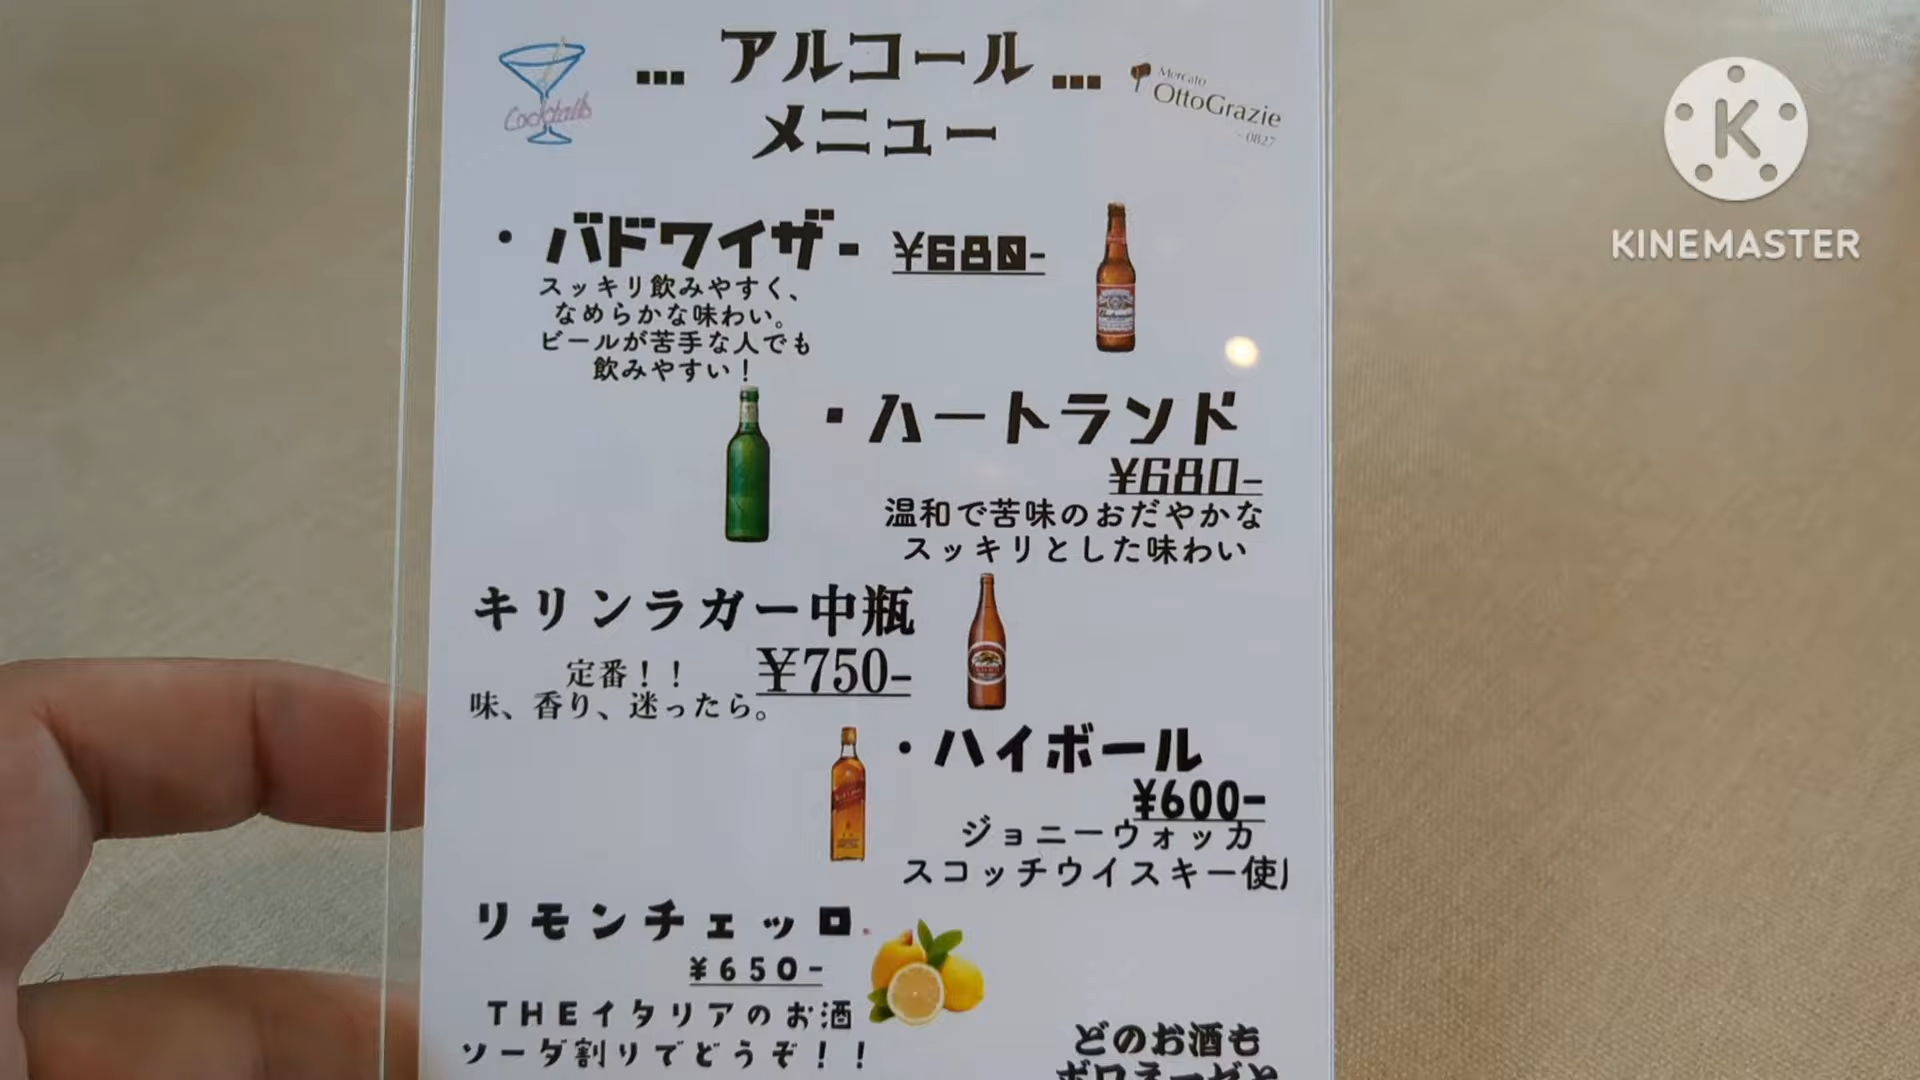 ... アルコール ...
メニュー
Cocktails
Mercato
OttoGrazie
- 0827
KINEMASTER
・バドワイザー ¥680-
スッキリ飲みやすく、
なめらかな味わい。
ビールが苦手な人でも
飲みやすい！
・ハートランド
¥680-
温和で苦味のおだやかな
スッキリとした味わい
キリンラガー中瓶
¥750-
定番！！
味、香り、迷ったら。
・ハイボール
¥600-
ジョニーウォッカ
スコッチウイスキー使
リモンチェッロ
¥650-
THEイタリアのお酒
ソーダ割りでどうぞ！！
どのお酒も
ボロネーゼと